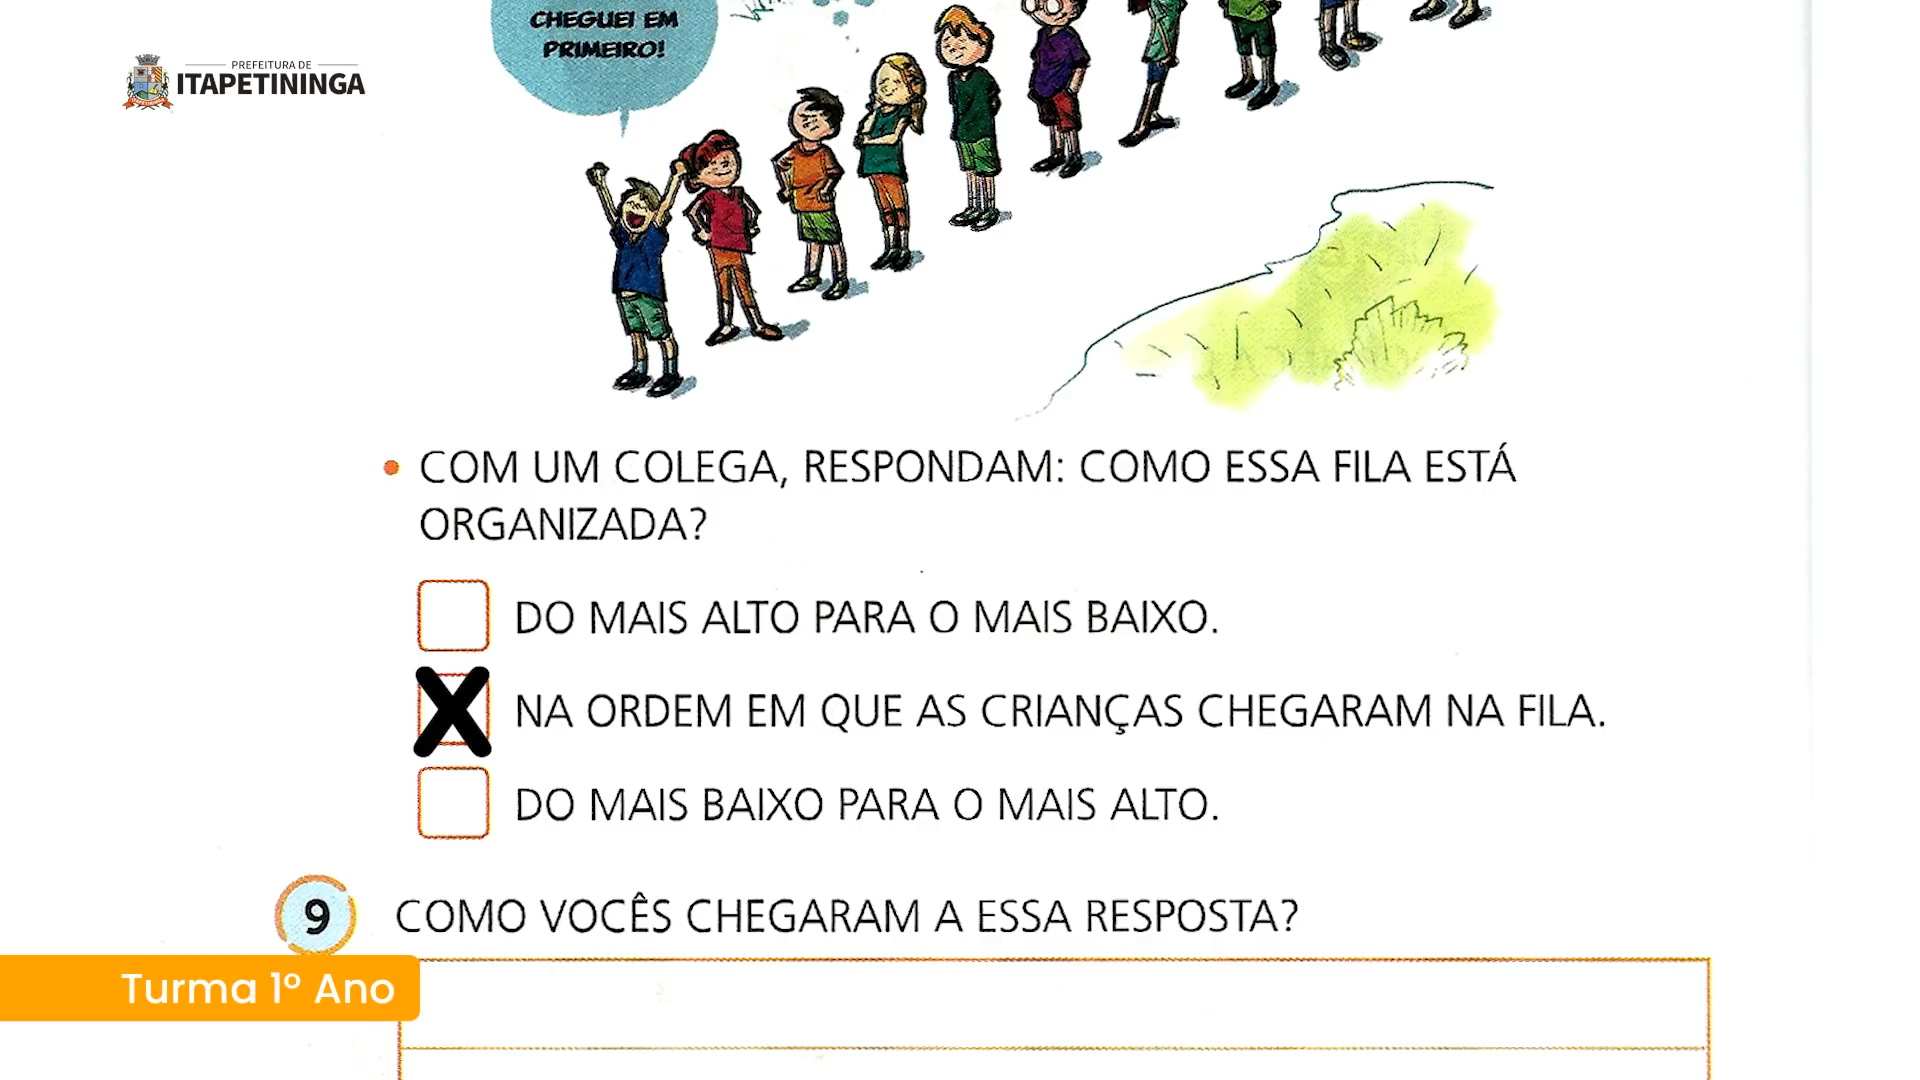 CHEGUEI EM
PRIMEIRO!
PREFEITURA DE
ITAPETININGA
• COM UM COLEGA, RESPONDAM: COMO ESSA FILA ESTÁ
ORGANIZADA?
DO MAIS ALTO PARA O MAIS BAIXO.
X NA ORDEM EM QUE AS CRIANÇAS CHEGARAM NA FILA.
DO MAIS BAIXO PARA O MAIS ALTO.
9 COMO VOCÊS CHEGARAM A ESSA RESPOSTA?
Turma 1º Ano